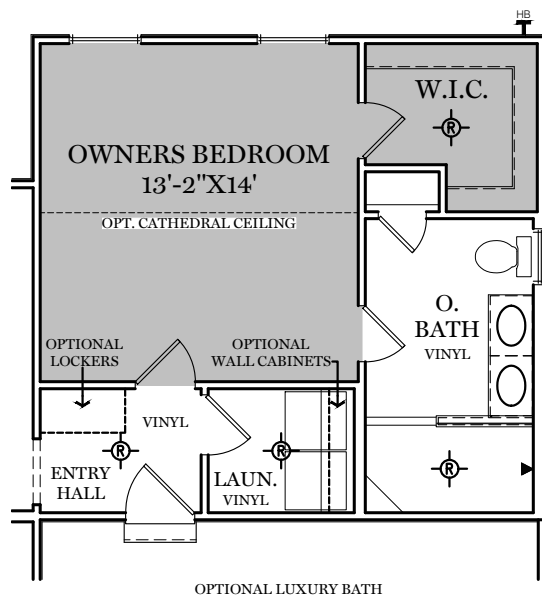 HB
W.I.C.
R
OWNERS BEDROOM
13'-2"X14'
OPT. CATHEDRAL CEILING
O.
BATH
VINYL
OPTIONAL
LOCKERS
OPTIONAL
WALL CABINETS
VINYL
R
ENTRY
HALL
R
LAUN.
VINYL
R
OPTIONAL LUXURY BATH